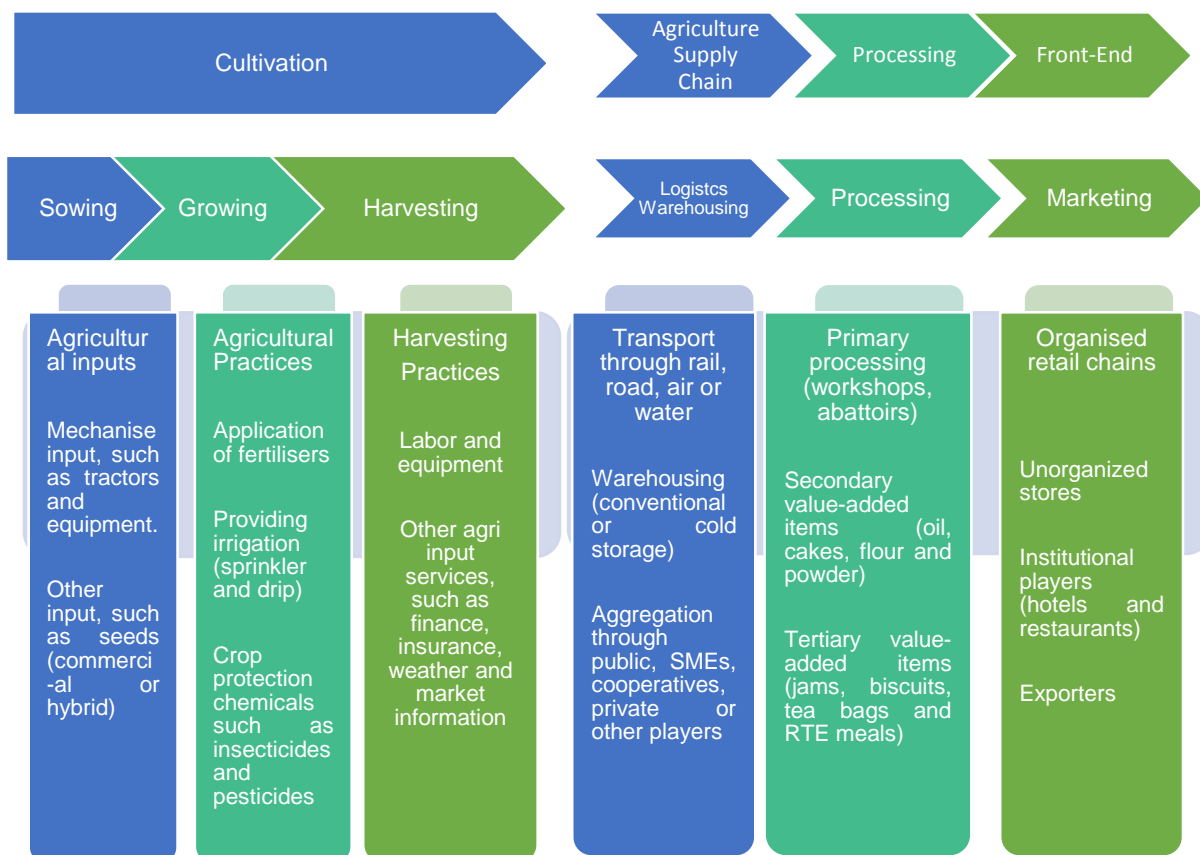 Cultivation
Agriculture
Supply
Chain
Processing
Front-End
Sowing
Growing
Harvesting
Logistcs
Warehousing
Processing
Marketing
Agricultur
al inputs
Mechanise
input, such
as tractors
and
equipment.
Other
input, such
as seeds
(commerci
-al or
hybrid)
Agricultural
Practices
Application
of fertilisers
Providing
irrigation
(sprinkler
and drip)
Crop
protection
chemicals
such as
insecticides
and
pesticides
Harvesting
Practices
Labor and
equipment
Other agri
input
services,
such as
finance,
insurance,
weather and
market
information
Transport
through rail,
road, air or
water
Warehousing
(conventional
or cold
storage)
Aggregation
through
public, SMEs,
cooperatives,
private or
other players
Primary
processing
(workshops,
abattoirs)
Secondary
value-added
items (oil,
cakes, flour and
powder)
Tertiary value-
added items
(jams, biscuits,
tea bags and
RTE meals)
Organised
retail chains
Unorganized
stores
Institutional
players
(hotels and
restaurants)
Exporters